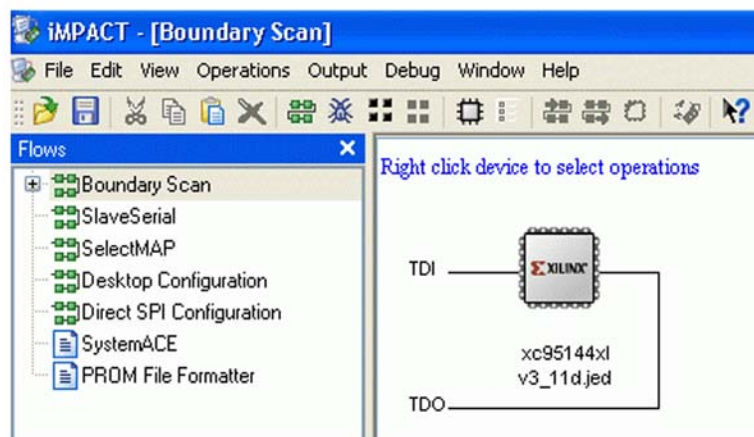 iMPACT - [Boundary Scan]
File Edit View Operations Output Debug Window Help
Flows
Boundary Scan
SlaveSerial
SelectMAP
Desktop Configuration
Direct SPI Configuration
SystemACE
PROM File Formatter
Right click device to select operations
TDI
XILINX
xc95144xl
v3_11d.jed
TDO